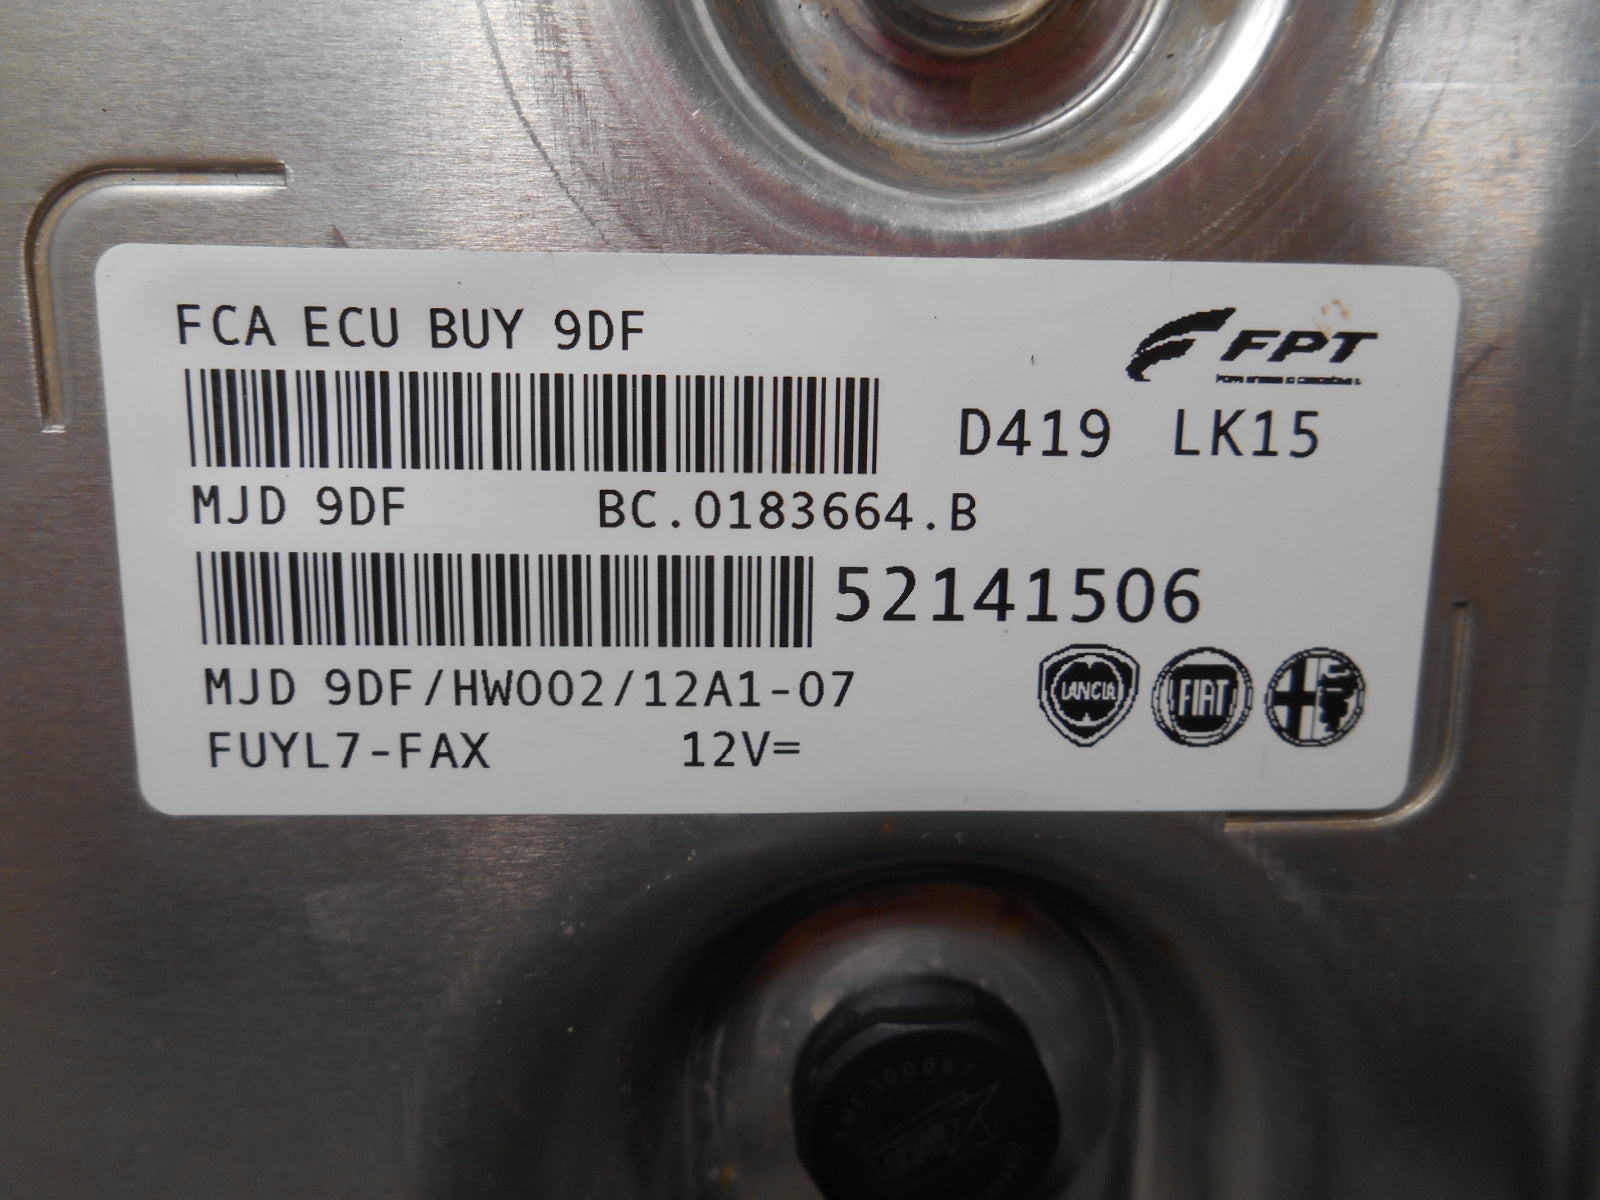 FCA ECU BUY 9DF
FPT
D419 LK15
MJD 9DF BC.0183664.B
52141506
MJD 9DF/HW002/12A1-07
LANCIA FIAT
FUYL7-FAX 12V=